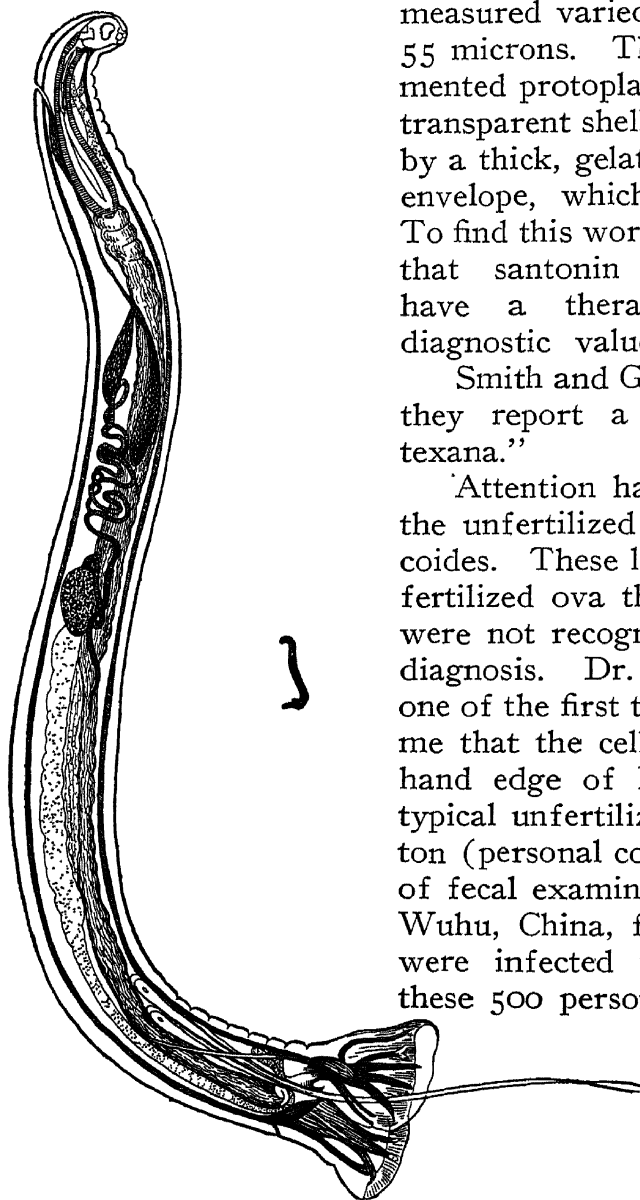 measured varied
55 microns. Th
mented protopla
transparent shel
by a thick, gelat
envelope, which
To find this wor
that santonin
have a thera
diagnostic valu
Smith and G
they report a
texana.”
Attention ha
the unfertilized
coides. These l
fertilized ova th
were not recogn
diagnosis. Dr.
one of the first t
me that the cell
hand edge of
typical unfertiliz
ton (personal co
of fecal examin
Wuhu, China, f
were infected
these 500 perso